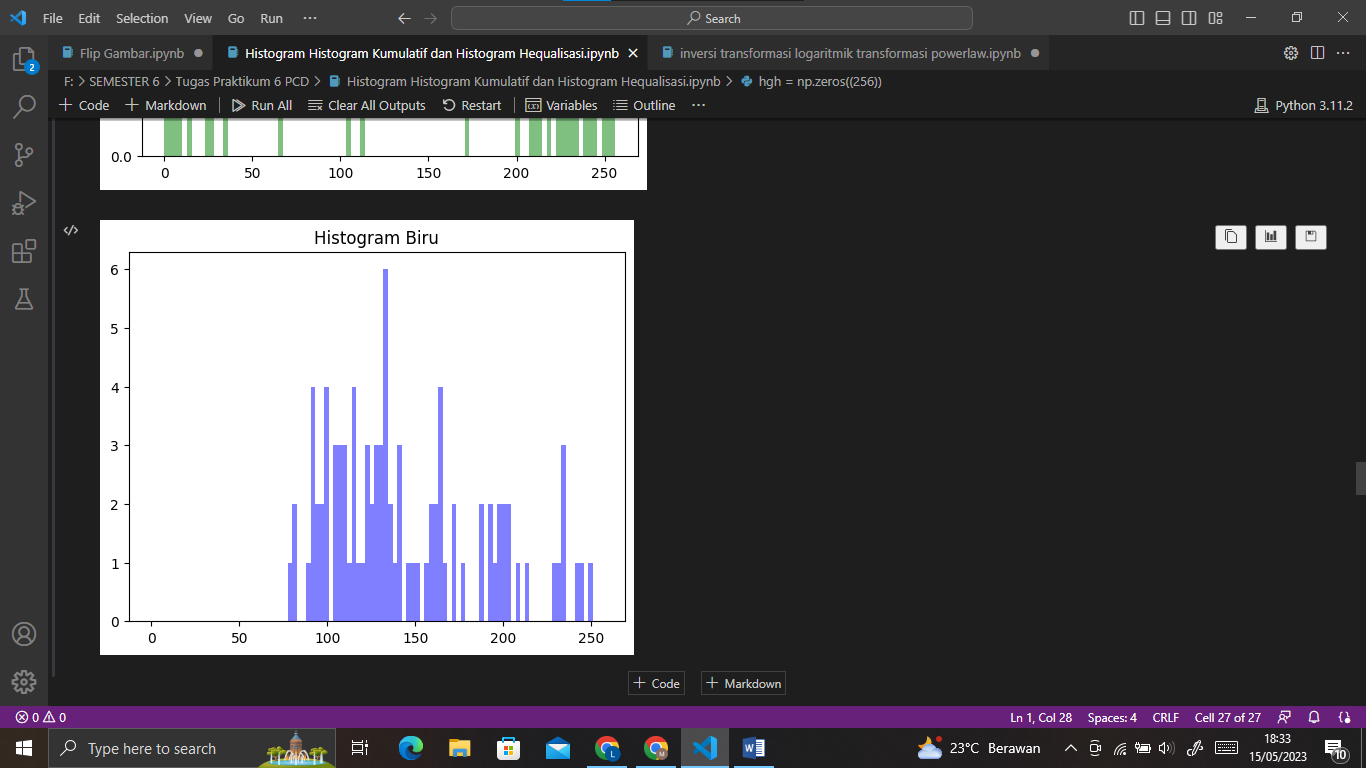 File Edit Selection View Go Run ··· Search
Flip Gambar.ipynb Histogram Histogram Kumulatif dan Histogram Hequalisasi.ipynb inversi transformasi logaritmik transformasi powerlaw.ipynb
F: > SEMESTER 6 > Tugas Praktikum 6 PCD > Histogram Histogram Kumulatif dan Histogram Hequalisasi.ipynb > hgh = np.zeros((256))
+ Code + Markdown Run All Clear All Outputs Restart Variables Outline ··· Python 3.11.2
2
0.0
0 50 100 150 200 250
Histogram Biru
6
5
4
3
2
1
0
0 50 100 150 200 250
+ Code + Markdown
0 0 Ln 1, Col 28 Spaces: 4 CRLF Cell 27 of 27
Type here to search 23°C Berawan 18:33
15/05/2023 10